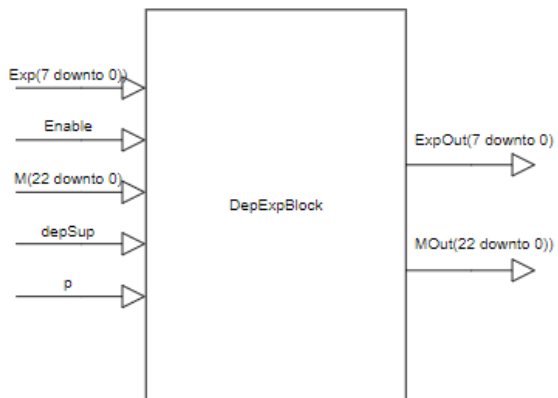 Exp(7 downto 0))
Enable
M(22 downto 0)
depSup
p
DepExpBlock
ExpOut(7 downto 0)
MOut(22 downto 0))